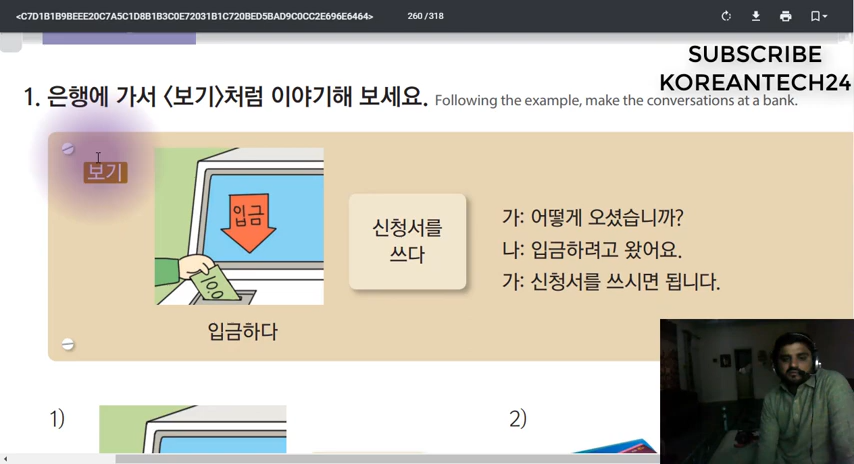 <C7D1B1B9BEEE20C7A5C1D8B1B3C0E72031B1C720BED5BAD9C0CC2E696E6464>
260 / 318
SUBSCRIBE
KOREANTECH24
1. 은행에 가서 〈보기〉처럼 이야기해 보세요. Following the example, make the conversations at a bank.
보기
입금
신청서를
쓰다
가: 어떻게 오셨습니까?
나: 입금하려고 왔어요.
가: 신청서를 쓰시면 됩니다.
입금하다
1)
2)